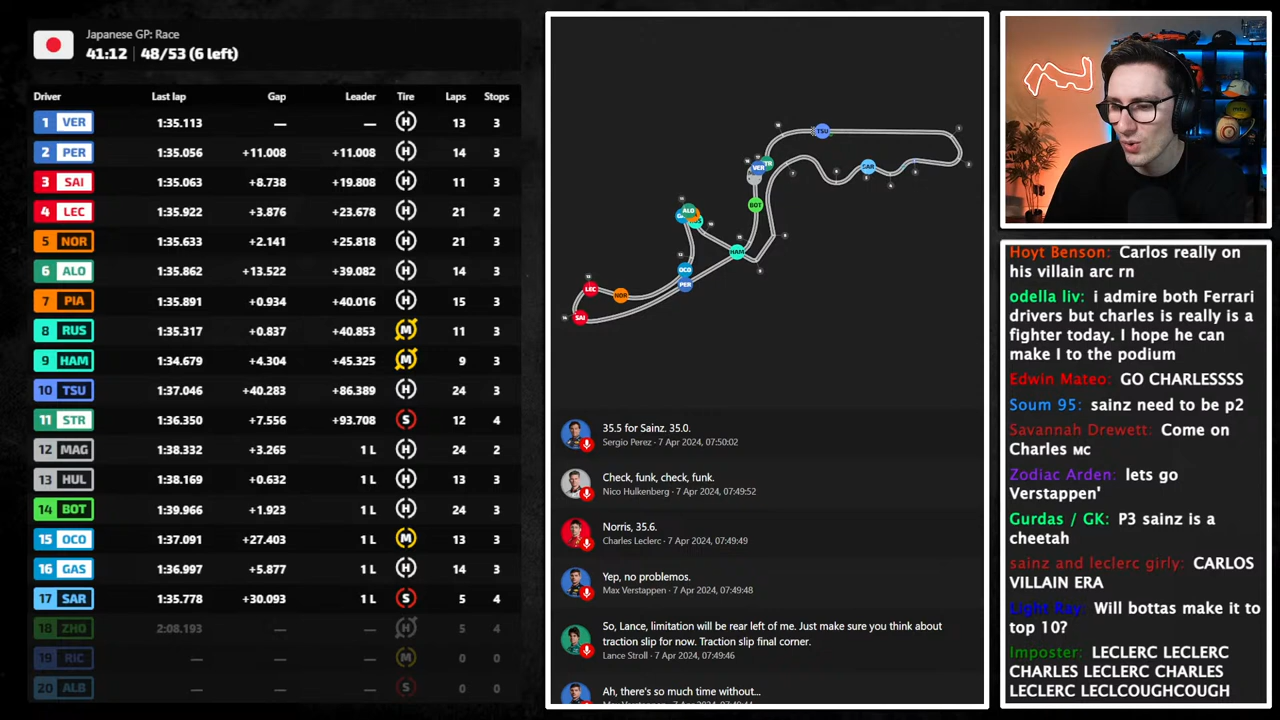 Japanese GP: Race
41:12 48/53 (6 left)
Driver Last lap Gap Leader Tire Laps Stops
1 VER 1:35.113 — — H 13 3
2 PER 1:35.056 +11.008 +11.008 H 14 3
3 SAI 1:35.063 +8.738 +19.808 H 11 3
4 LEC 1:35.922 +3.876 +23.678 H 21 2
5 NOR 1:35.633 +2.141 +25.818 H 21 3
6 ALO 1:35.862 +13.522 +39.082 H 14 3
7 PIA 1:35.891 +0.934 +40.016 H 15 3
8 RUS 1:35.317 +0.837 +40.853 M 11 3
9 HAM 1:34.679 +4.304 +45.325 M 9 3
10 TSU 1:37.046 +40.283 +86.389 H 24 3
11 STR 1:36.350 +7.556 +93.708 S 12 4
12 MAG 1:38.332 +3.265 1 L H 24 2
13 HUL 1:38.169 +0.632 1 L H 24 3
14 BOT 1:39.966 +1.923 1 L H 24 3
15 OCO 1:37.091 +27.403 1 L M 13 3
16 GAS 1:36.997 +5.877 1 L H 14 3
17 SAR 1:35.778 +30.093 1 L S 5 4
18 ZHO 2:08.193 — — H 5
19 RIC — — — M 0 0
20 ALB — — — S 0 0
TSU
VER TR
SAR
BOT
ALO
HAM
OCO
PER
LEC
NOR
SAI
35.5 for Sainz. 35.0.
Sergio Perez · 7 Apr 2024, 07:50:02
Check, funk, check, funk.
Nico Hulkenberg · 7 Apr 2024, 07:49:52
Norris, 35.6.
Charles Leclerc · 7 Apr 2024, 07:49:49
Yep, no problemos.
Max Verstappen · 7 Apr 2024, 07:49:48
So, Lance, limitation will be rear left of me. Just make sure you think about
traction slip for now. Traction slip final corner.
Lance Stroll · 7 Apr 2024, 07:49:46
Ah, there's so much time without...
Max Verstappen · 7 Apr 2024, 07:49:44
Hoyt Benson: Carlos really on
his villain arc rn
odella liv: i admire both Ferrari
drivers but charles is really is a
fighter today. I hope he can
make I to the podium
Edwin Mateo: GO CHARLESSSS
Soum 95: sainz need to be p2
Savannah Drewett: Come on
Charles MC
Zodiac Arden: lets go
Verstappen'
Gurdas / GK: P3 sainz is a
cheetah
sainz and leclerc girly: CARLOS
VILLAIN ERA
Light Ray: Will bottas make it to
top 10?
Imposter: LECLERC LECLERC
CHARLES LECLERC CHARLES
LECLERC LECLCOUGHCOUGH